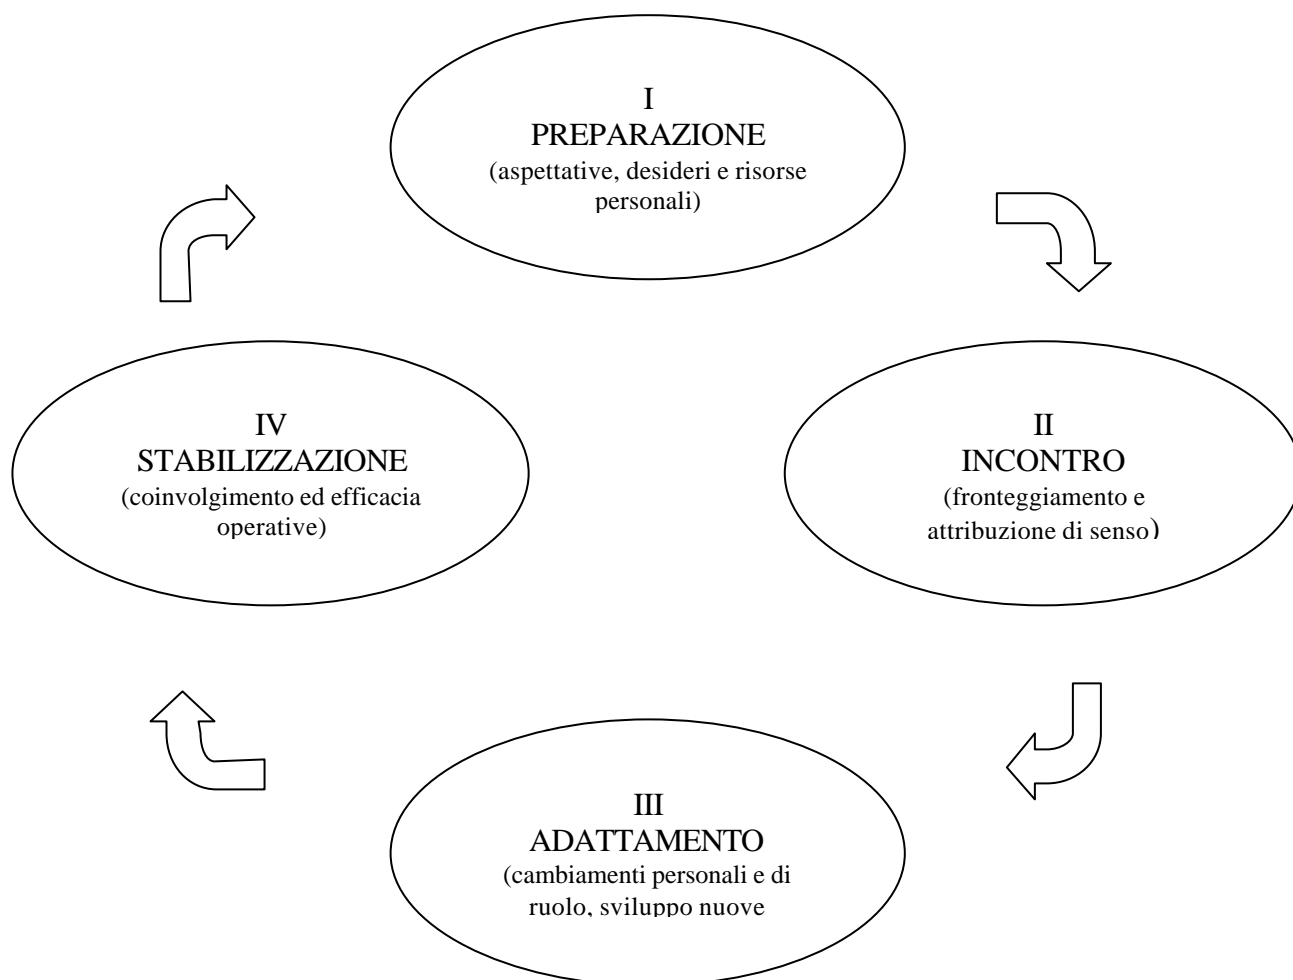 I
PREPARAZIONE
(aspettative, desideri e risorse
personali)
IV
STABILIZZAZIONE
(coinvolgimento ed efficacia
operative)
II
INCONTRO
(fronteggiamento e
attribuzione di senso)
III
ADATTAMENTO
(cambiamenti personali e di
ruolo, sviluppo nuove